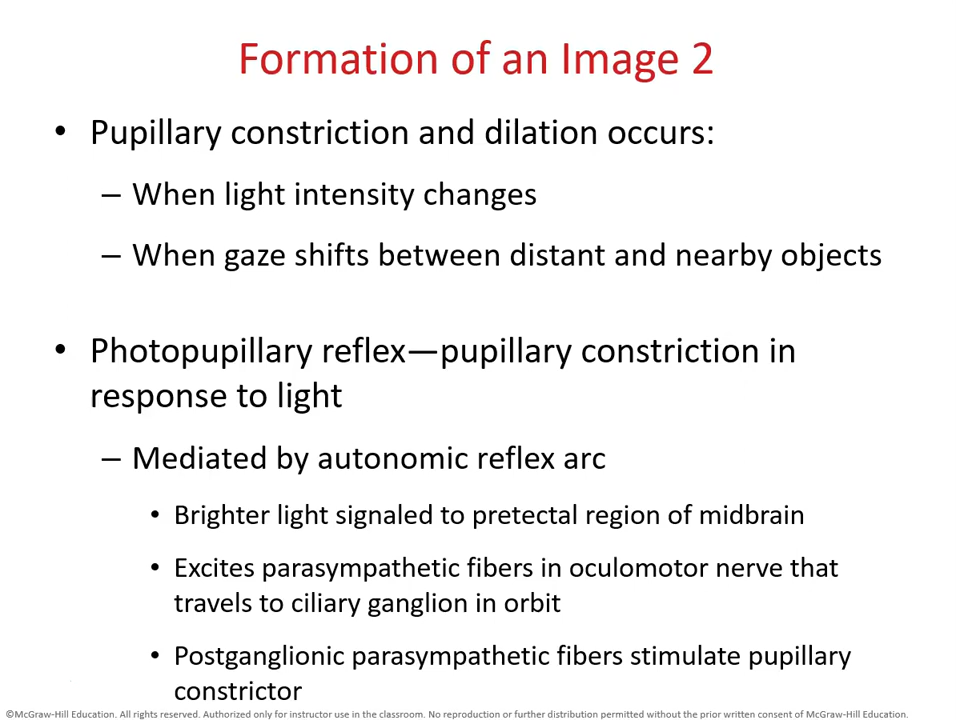 Formation of an Image 2
• Pupillary constriction and dilation occurs:
– When light intensity changes
– When gaze shifts between distant and nearby objects
• Photopupillary reflex—pupillary constriction in
response to light
– Mediated by autonomic reflex arc
• Brighter light signaled to pretectal region of midbrain
• Excites parasympathetic fibers in oculomotor nerve that
travels to ciliary ganglion in orbit
• Postganglionic parasympathetic fibers stimulate pupillary
constrictor
©McGraw-Hill Education. All rights reserved. Authorized only for instructor use in the classroom. No reproduction or further distribution permitted without the prior written consent of McGraw-Hill Education.